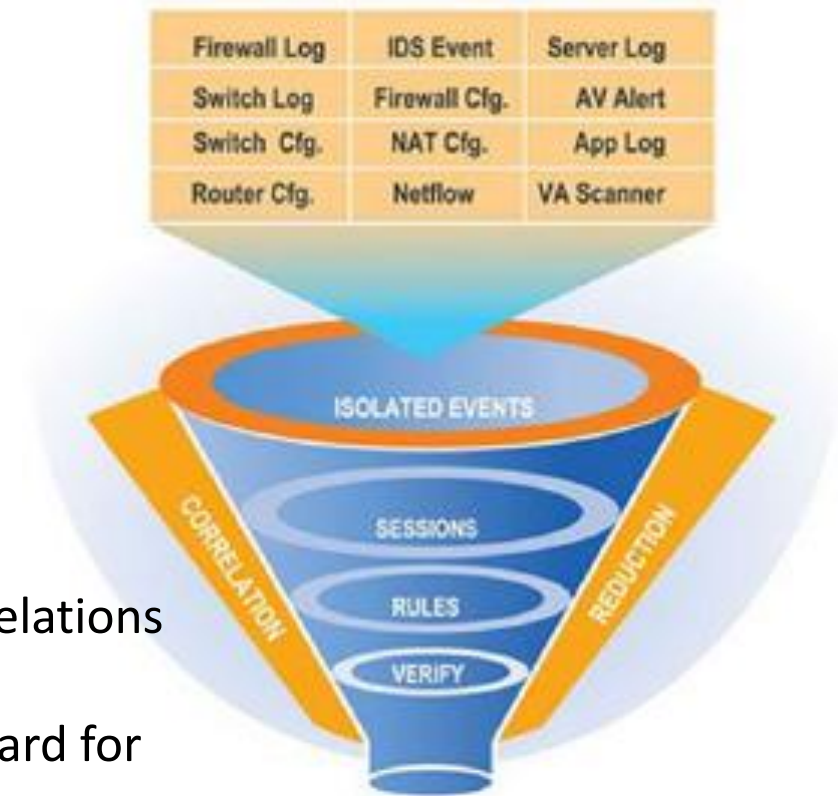 Firewall Log IDS Event Server Log
Switch Log Firewall Cfg. AV Alert
Switch Cfg. NAT Cfg. App Log
Router Cfg. Netflow VA Scanner
ISOLATED EVENTS
SESSIONS
RULES
VERIFY
CORRELATION
REDUCTION
elations
ard for